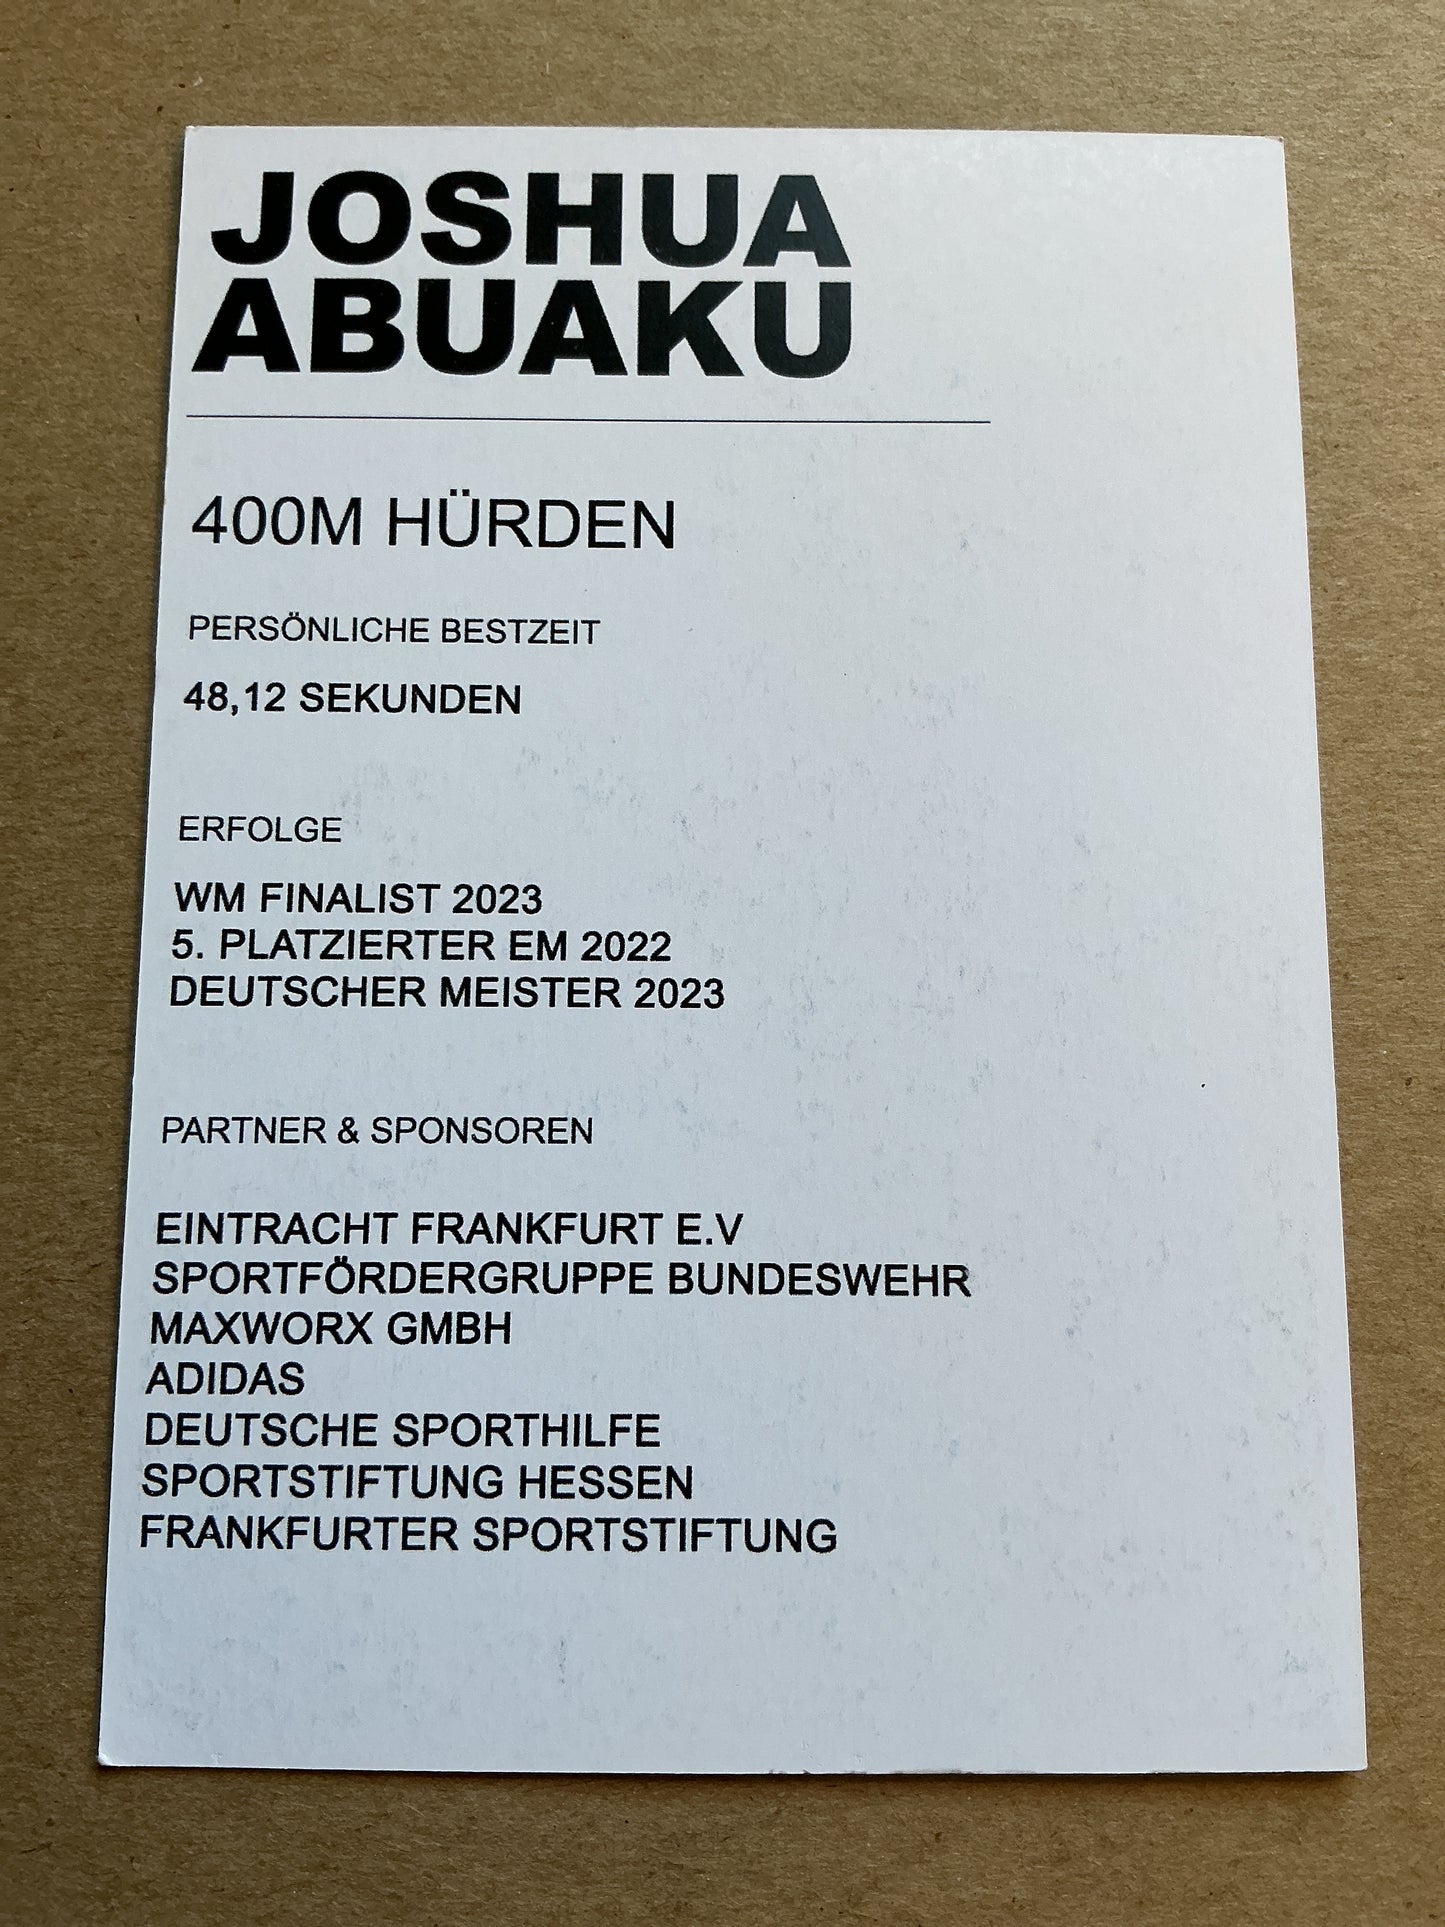 JOSHUA
ABUAKU
400M HÜRDEN
PERSÖNLICHE BESTZEIT
48,12 SEKUNDEN
ERFOLGE
WM FINALIST 2023
5. PLATZIERTER EM 2022
DEUTSCHER MEISTER 2023
PARTNER & SPONSOREN
EINTRACHT FRANKFURT E.V
SPORTFÖRDERGRUPPE BUNDESWEHR
MAXWORX GMBH
ADIDAS
DEUTSCHE SPORTHILFE
SPORTSTIFTUNG HESSEN
FRANKFURTER SPORTSTIFTUNG